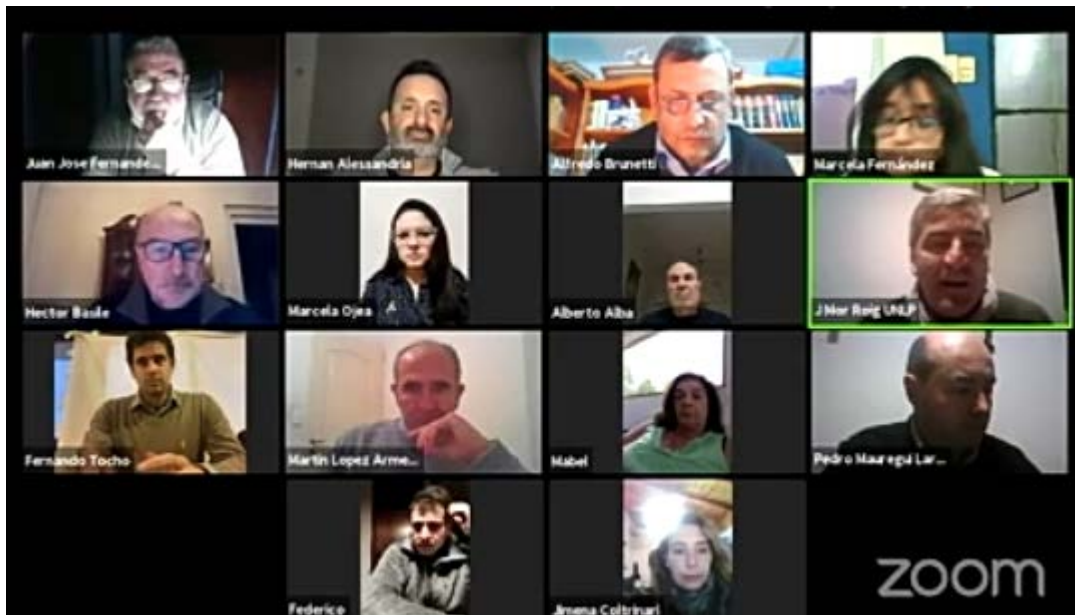 Juan Jose Fernande...
Hernan Alessandria
Alfredo Brunetti
Marcela Fernández
Hector Basile
Marcela Ojea
Alberto Alba
J Nor Roig UNLP
Fernando Tocho
Martin Lopez Arme...
Mabel
Pedro Mauregui Lar...
Federico
Jimena Coltrinari
zoom